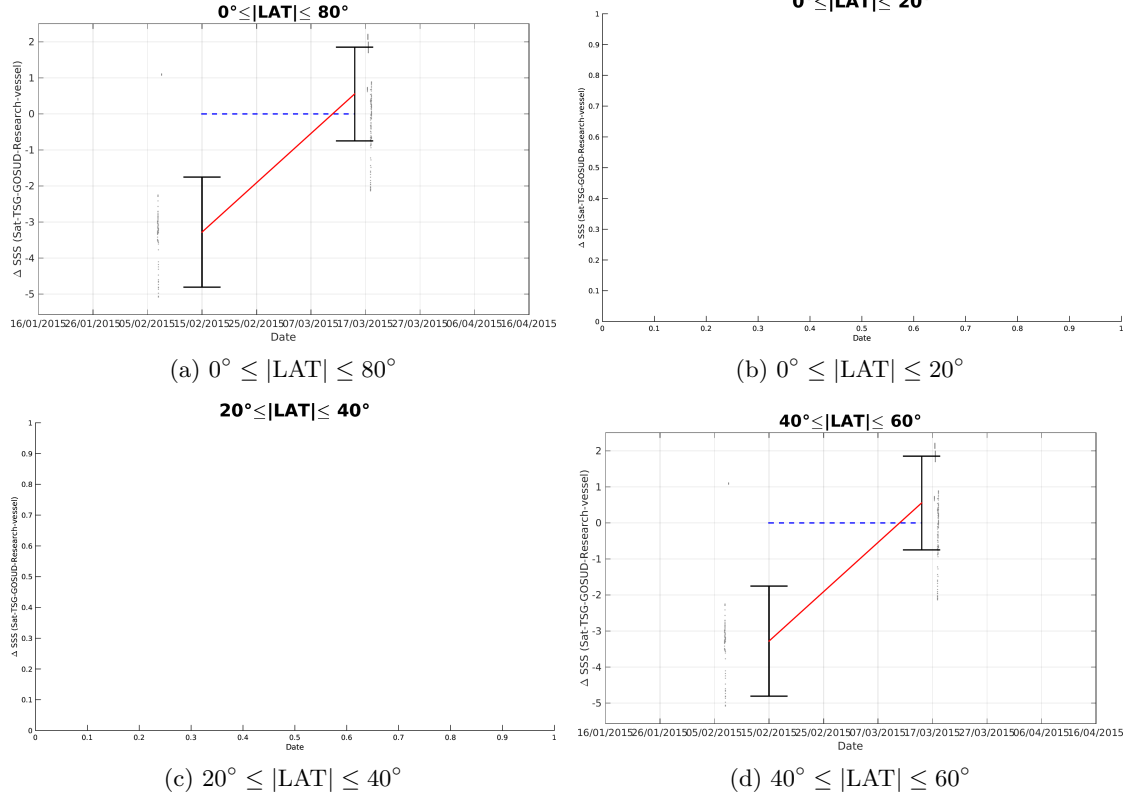 0°≤|LAT|≤ 80°
2
1
0
-1
-2
-3
-4
-5
Δ SSS (Sat-TSG-GOSUD-Research-vessel)
16/01/2015 26/01/2015 05/02/2015 15/02/2015 25/02/2015 07/03/2015 17/03/2015 27/03/2015 06/04/2015 16/04/2015
Date
(a) 0° ≤ |LAT| ≤ 80°
0°≤|LAT|≤ 20°
1
0.9
0.8
0.7
0.6
0.5
0.4
0.3
0.2
0.1
0
Δ SSS (Sat-TSG-GOSUD-Research-vessel)
0 0.1 0.2 0.3 0.4 0.5 0.6 0.7 0.8 0.9 1
Date
(b) 0° ≤ |LAT| ≤ 20°
20°≤|LAT|≤ 40°
1
0.9
0.8
0.7
0.6
0.5
0.4
0.3
0.2
0.1
0
Δ SSS (Sat-TSG-GOSUD-Research-vessel)
0 0.1 0.2 0.3 0.4 0.5 0.6 0.7 0.8 0.9 1
Date
(c) 20° ≤ |LAT| ≤ 40°
40°≤|LAT|≤ 60°
2
1
0
-1
-2
-3
-4
-5
Δ SSS (Sat-TSG-GOSUD-Research-vessel)
16/01/2015 26/01/2015 05/02/2015 15/02/2015 25/02/2015 07/03/2015 17/03/2015 27/03/2015 06/04/2015 16/04/2015
Date
(d) 40° ≤ |LAT| ≤ 60°